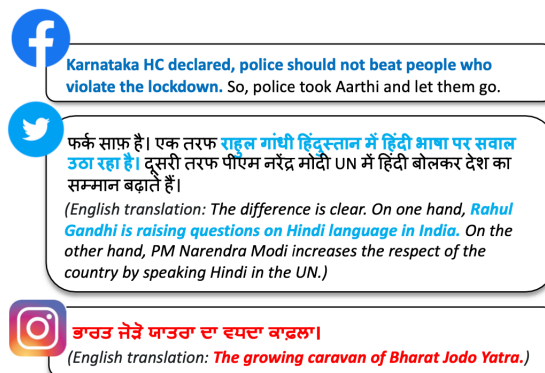 Karnataka HC declared, police should not beat people who
violate the lockdown. So, police took Aarthi and let them go.
फर्क साफ़ है। एक तरफ राहुल गांधी हिंदुस्तान में हिंदी भाषा पर सवाल
उठा रहा है। दूसरी तरफ पीएम नरेंद्र मोदी UN में हिंदी बोलकर देश का
सम्मान बढ़ाते हैं।
(English translation: The difference is clear. On one hand, Rahul
Gandhi is raising questions on Hindi language in India. On the
other hand, PM Narendra Modi increases the respect of the
country by speaking Hindi in the UN.)
ਭਾਰਤ ਜੋੜੋ ਯਾਤਰਾ ਦਾ ਵਧਦਾ ਕਾਫ਼ਲਾ।
(English translation: The growing caravan of Bharat Jodo Yatra.)